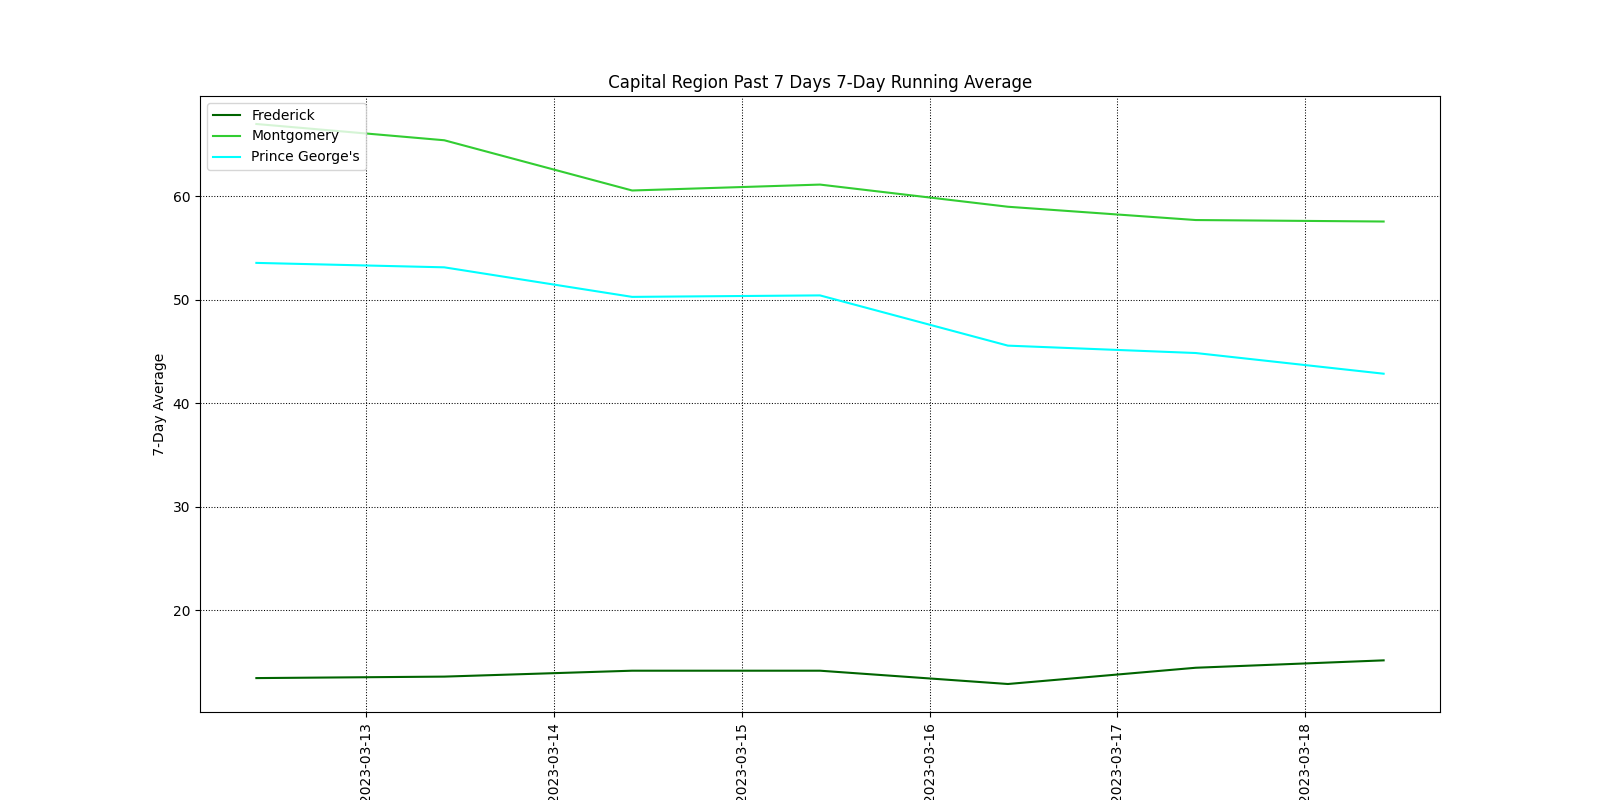 Capital Region Past 7 Days 7-Day Running Average
Frederick
Montgomery
Prince George's
60
50
40
30
20
7-Day Average
2023-03-13
2023-03-14
2023-03-15
2023-03-16
2023-03-17
2023-03-18